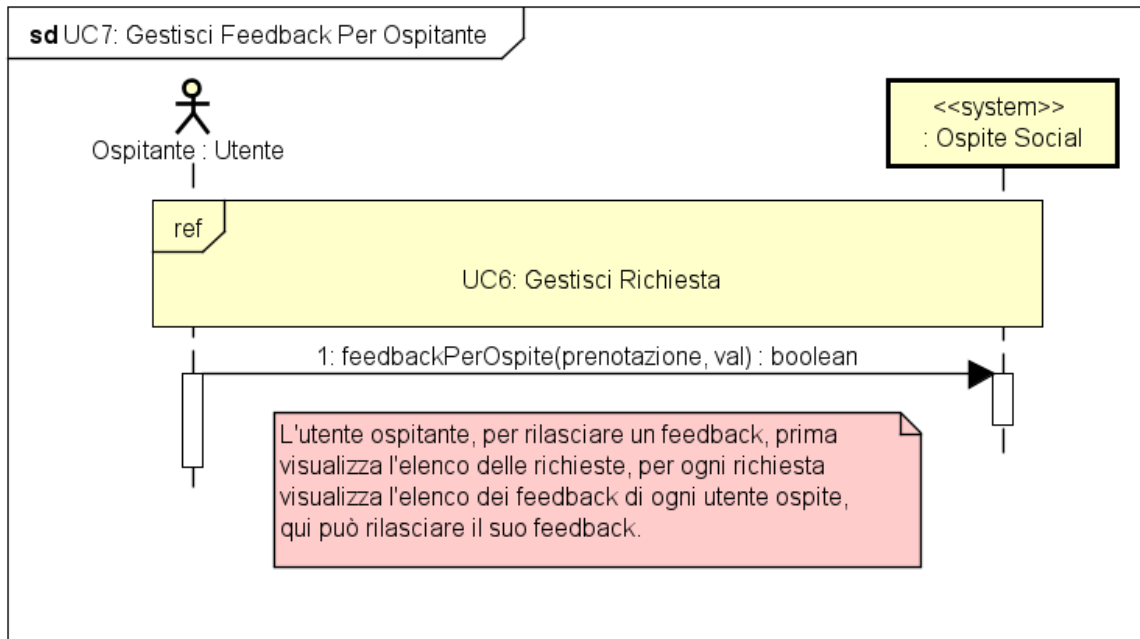 sd UC7: Gestisci Feedback Per Ospitante
Ospitante : Utente
<<system>>
: Ospite Social
ref
UC6: Gestisci Richiesta
1: feedbackPerOspite(prenotazione, val) : boolean
L'utente ospitante, per rilasciare un feedback, prima
visualizza l'elenco delle richieste, per ogni richiesta
visualizza l'elenco dei feedback di ogni utente ospite,
qui può rilasciare il suo feedback.